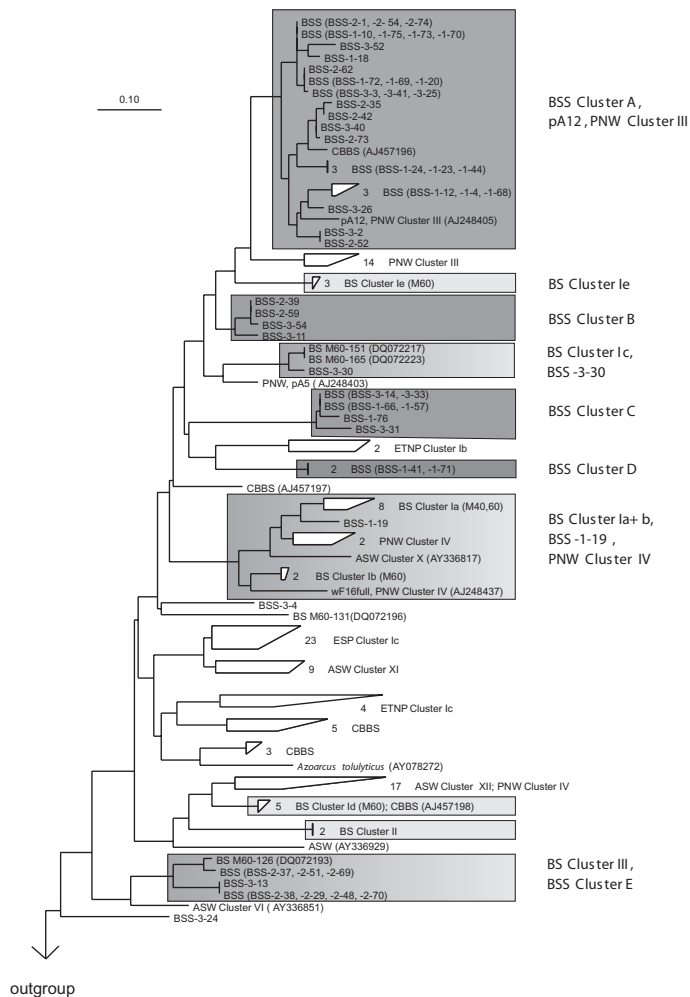 BSS (BSS-2-1, -2- 54, -2-74)
BSS (BSS-1-10, -1-75, -1-73, -1-70)
BSS-3-52
BSS-1-18
BSS-2-62
BSS (BSS-1-72, -1-69, -1-20)
BSS (BSS-3-3, -3-41, -3-25)
BSS-2-35
BSS-2-42
BSS-3-40
BSS-2-73
CBBS (AJ457196)
3 BSS (BSS-1-24, -1-23, -1-44)
3 BSS (BSS-1-12, -1-4, -1-68)
BSS-3-26
pA12, PNW Cluster III (AJ248405)
BSS-3-2
BSS-2-52
BSS Cluster A ,
pA12 , PNW Cluster III
0.10
14 PNW Cluster III
3 BS Cluster Ie (M60)
BS Cluster Ie
BSS-2-39
BSS-2-59
BSS-3-54
BSS-3-11
BSS Cluster B
BS M60-151 (DQ072217)
BS M60-165 (DQ072223)
BSS-3-30
BS Cluster I c,
BSS -3-30
PNW, pA5 ( AJ248403)
BSS (BSS-3-14, -3-33)
BSS (BSS-1-66, -1-57)
BSS-1-76
BSS-3-31
BSS Cluster C
2 ETNP Cluster Ib
2 BSS (BSS-1-41, -1-71)
BSS Cluster D
CBBS (AJ457197)
8 BS Cluster Ia (M40,60)
BSS-1-19
2 PNW Cluster IV
ASW Cluster X (AY336817)
2 BS Cluster Ib (M60)
wF16full, PNW Cluster IV (AJ248437)
BS Cluster Ia+ b,
BSS -1-19 ,
PNW Cluster IV
BSS-3-4
BS M60-131(DQ072196)
23 ESP Cluster Ic
9 ASW Cluster XI
4 ETNP Cluster Ic
5 CBBS
3 CBBS
Azoarcus tolulyticus (AY078272)
17 ASW Cluster XII; PNW Cluster IV
5 BS Cluster Id (M60); CBBS (AJ457198)
2 BS Cluster II
ASW (AY336929)
BS M60-126 (DQ072193)
BSS (BSS-2-37, -2-51, -2-69)
BSS-3-13
BSS (BSS-2-38, -2-29, -2-48, -2-70)
BS Cluster III ,
BSS Cluster E
ASW Cluster VI ( AY336851)
BSS-3-24
outgroup